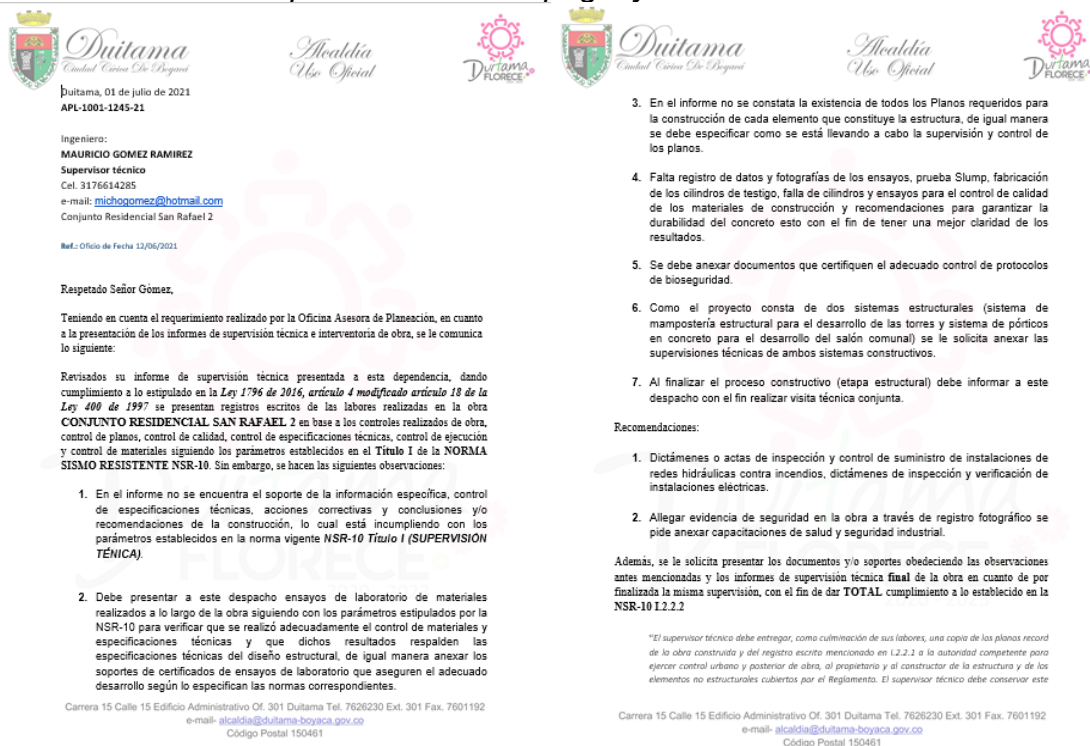 Duitama
Ciudad Cívica De Boyacá
Alcaldía
Uso Oficial
Duitama
FLORECE
Duitama, 01 de julio de 2021
APL-1001-1245-21
Ingeniero:
MAURICIO GOMEZ RAMIREZ
Supervisor técnico
Cel. 3176614285
e-mail: michogomez@hotmail.com
Conjunto Residencial San Rafael 2
Ref.: Oficio de Fecha 12/06/2021
Respetado Señor Gómez,
Teniendo en cuenta el requerimiento realizado por la Oficina Asesora de Planeación, en cuanto
a la presentación de los informes de supervisión técnica e interventoria de obra, se le comunica
lo siguiente:
Revisados su informe de supervisión técnica presentada a esta dependencia, dando
cumplimiento a lo estipulado en la Ley 1796 de 2016, artículo 4 modificado artículo 18 de la
Ley 400 de 1997 se presentan registros escritos de las labores realizadas en la obra
CONJUNTO RESIDENCIAL SAN RAFAEL 2 en base a los controles realizados de obra,
control de planos, control de calidad, control de especificaciones técnicas, control de ejecución
y control de materiales siguiendo los parámetros establecidos en el Título I de la NORMA
SISMO RESISTENTE NSR-10. Sin embargo, se hacen las siguientes observaciones:
1. En el informe no se encuentra el soporte de la información específica, control
de especificaciones técnicas, acciones correctivas y conclusiones y/o
recomendaciones de la construcción, lo cual está incumpliendo con los
parámetros establecidos en la norma vigente NSR-10 Título I (SUPERVISIÓN
TÉNICA).
2. Debe presentar a este despacho ensayos de laboratorio de materiales
realizados a lo largo de la obra siguiendo con los parámetros estipulados por la
NSR-10 para verificar que se realizó adecuadamente el control de materiales y
especificaciones técnicas y que dichos resultados respalden las
especificaciones técnicas del diseño estructural, de igual manera anexar los
soportes de certificados de ensayos de laboratorio que aseguren el adecuado
desarrollo según lo especifican las normas correspondientes.
Carrera 15 Calle 15 Edificio Administrativo Of. 301 Duitama Tel. 7626230 Ext. 301 Fax. 7601192
e-mail- alcaldia@duitama-boyaca.gov.co
Código Postal 150461
Duitama
Ciudad Cívica De Boyacá
Alcaldía
Uso Oficial
Duitama
FLORECE
3. En el informe no se constata la existencia de todos los Planos requeridos para
la construcción de cada elemento que constituye la estructura, de igual manera
se debe especificar como se está llevando a cabo la supervisión y control de
los planos.
4. Falta registro de datos y fotografías de los ensayos, prueba Slump, fabricación
de los cilindros de testigo, falla de cilindros y ensayos para el control de calidad
de los materiales de construcción y recomendaciones para garantizar la
durabilidad del concreto esto con el fin de tener una mejor claridad de los
resultados.
5. Se debe anexar documentos que certifiquen el adecuado control de protocolos
de bioseguridad.
6. Como el proyecto consta de dos sistemas estructurales (sistema de
mampostería estructural para el desarrollo de las torres y sistema de pórticos
en concreto para el desarrollo del salón comunal) se le solicita anexar las
supervisiones técnicas de ambos sistemas constructivos.
7. Al finalizar el proceso constructivo (etapa estructural) debe informar a este
despacho con el fin realizar visita técnica conjunta.
Recomendaciones:
1. Dictámenes o actas de inspección y control de suministro de instalaciones de
redes hidráulicas contra incendios, dictámenes de inspección y verificación de
instalaciones eléctricas.
2. Allegar evidencia de seguridad en la obra a través de registro fotográfico se
pide anexar capacitaciones de salud y seguridad industrial.
Además, se le solicita presentar los documentos y/o soportes obedeciendo las observaciones
antes mencionadas y los informes de supervisión técnica final de la obra en cuanto de por
finalizada la misma supervisión, con el fin de dar TOTAL cumplimiento a lo establecido en la
NSR-10 I.2.2.2
"El supervisor técnico debe entregar, como culminación de sus labores, una copia de los planos record
de la obra construida y del registro escrito mencionado en I.2.2.1 a la autoridad competente para
ejercer control urbano y posterior de obra, al propietario y al constructor de la estructura y de los
elementos no estructurales cubiertos por el Reglamento. El supervisor técnico debe conservar este
Carrera 15 Calle 15 Edificio Administrativo Of. 301 Duitama Tel. 7626230 Ext. 301 Fax. 7601192
e-mail- alcaldia@duitama-boyaca.gov.co
Código Postal 150461